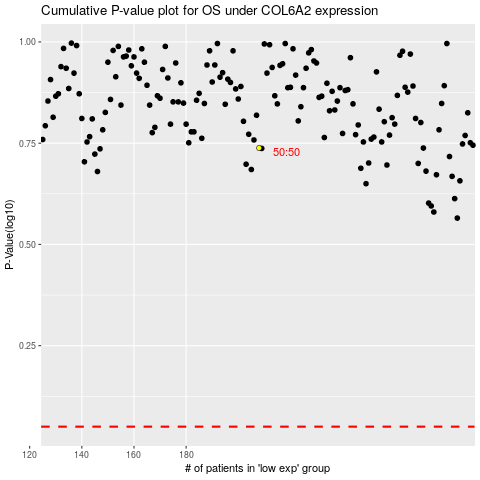 Cumulative P-value plot for OS under COL6A2 expression
P-Value(log10)
1.00
0.75
0.50
0.25
50:50
120 140 160 180
# of patients in 'low exp' group